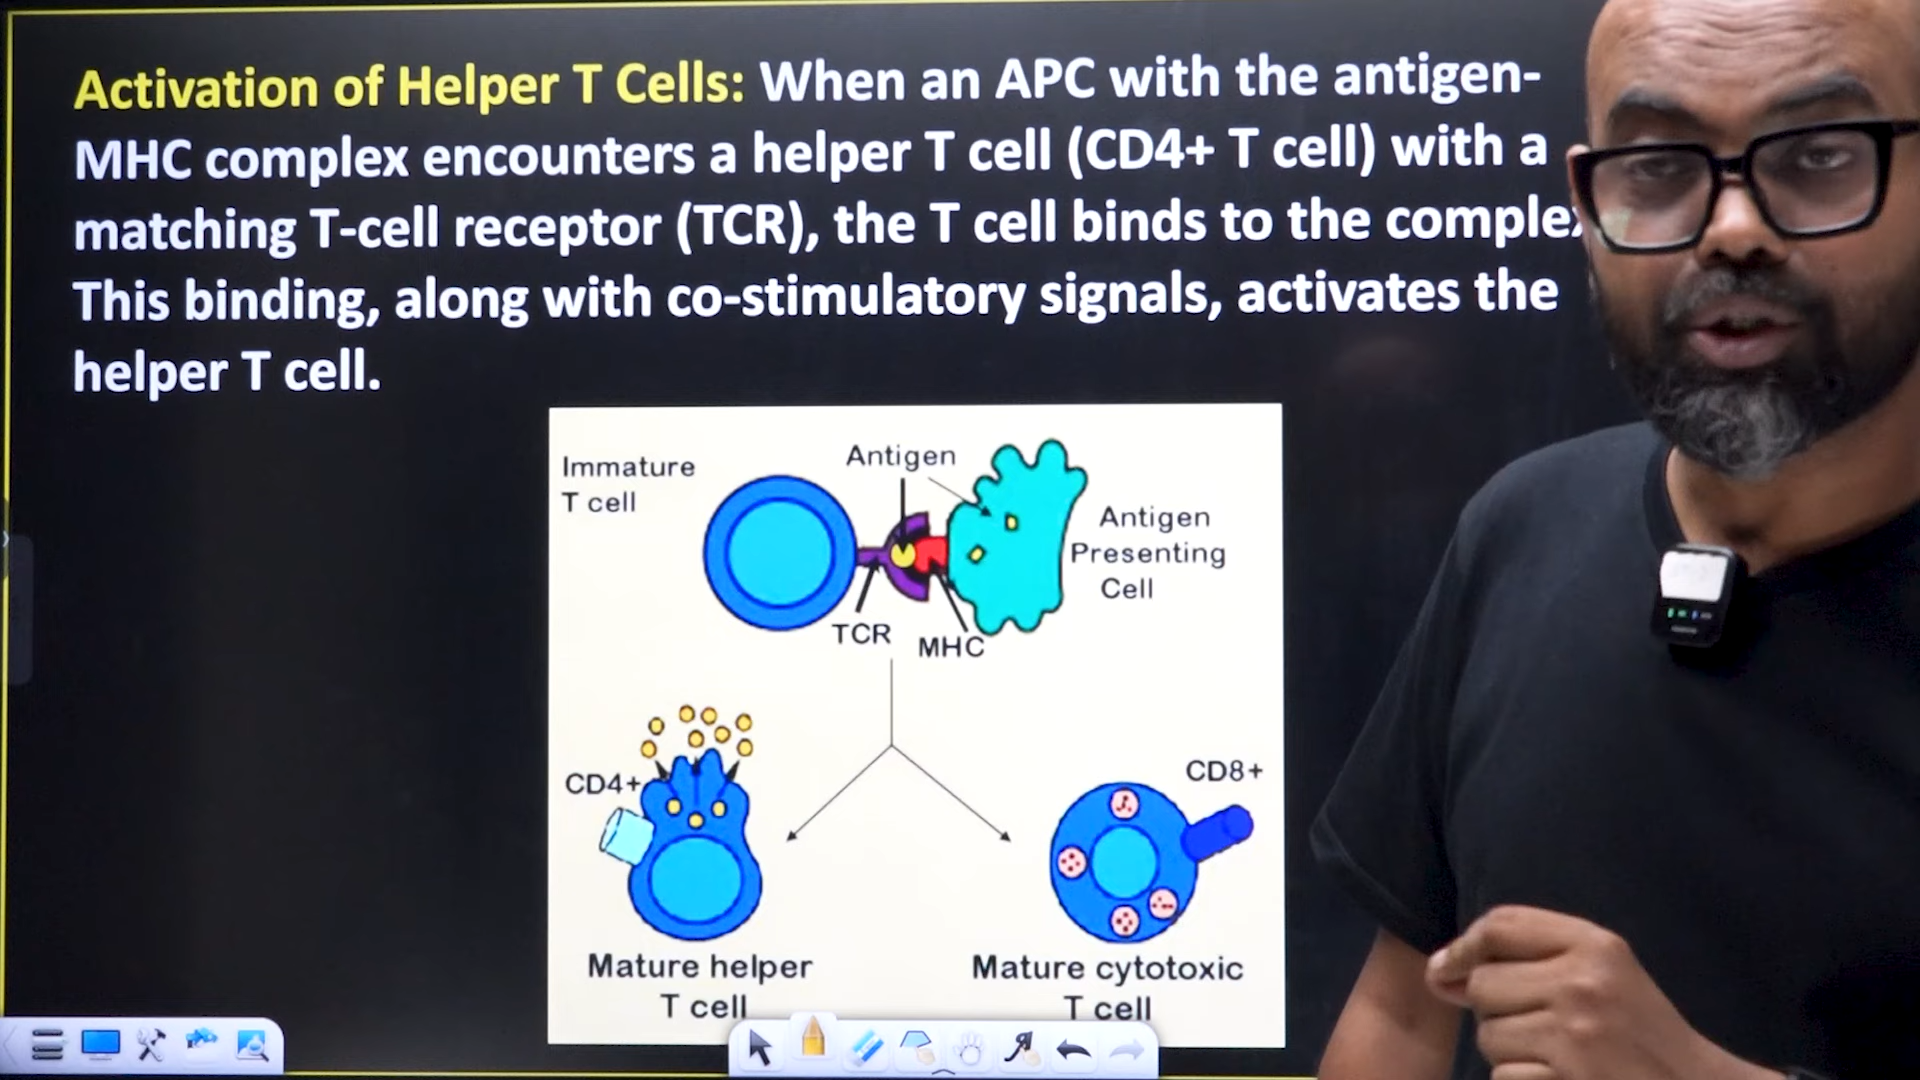 Activation of Helper T Cells: When an APC with the antigen-
MHC complex encounters a helper T cell (CD4+ T cell) with a
matching T-cell receptor (TCR), the T cell binds to the complex
This binding, along with co-stimulatory signals, activates the
helper T cell.
Immature
T cell
Antigen
Antigen
Presenting
Cell
TCR
MHC
CD4+
CD8+
Mature helper
T cell
Mature cytotoxic
T cell